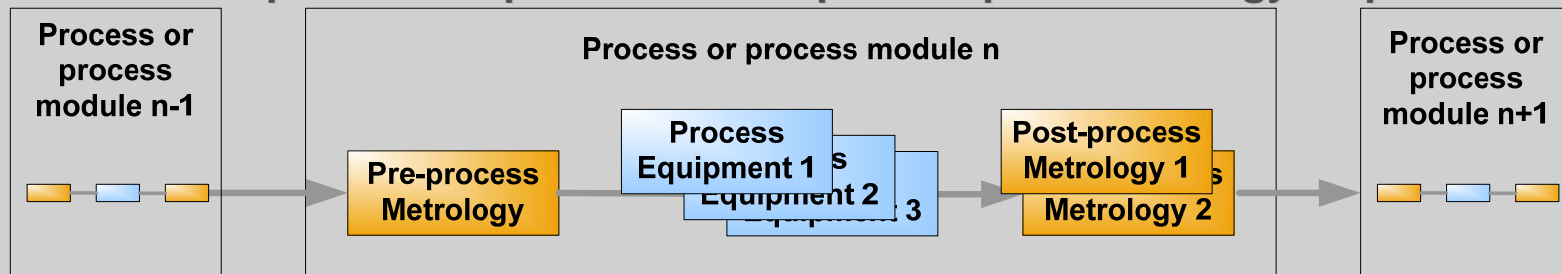 Process or
process
module n-1
Process or process module n
Pre-process
Metrology
Process
Equipment 1
Equipment 2
3
Post-process
Metrology 1
Metrology 2
Process or
process
module n+1